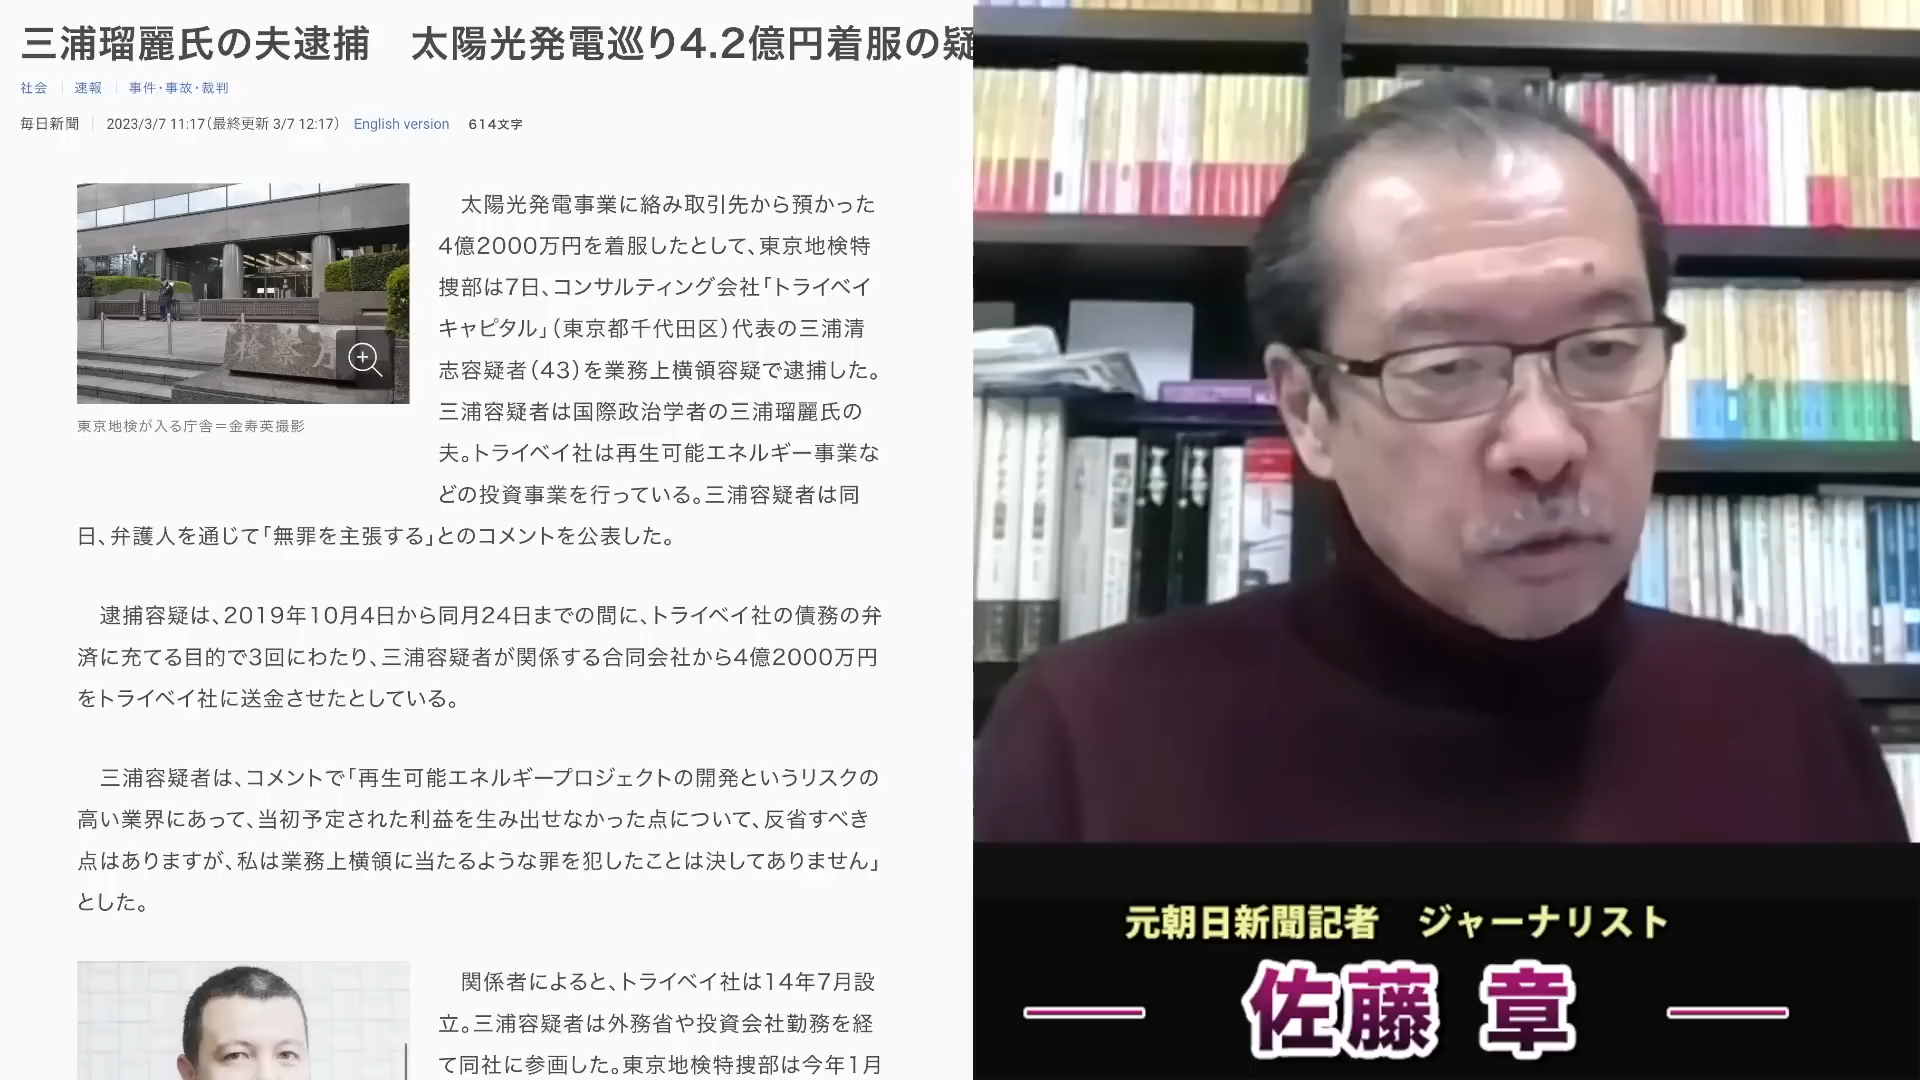 三浦瑠麗氏の夫逮捕　太陽光発電巡り4.2億円着服の疑
社会　速報　事件・事故・裁判
毎日新聞　2023/3/7 11:17（最終更新 3/7 12:17）　English version　614文字
太陽光発電事業に絡み取引先から預かった
4億2000万円を着服したとして、東京地検特
捜部は7日、コンサルティング会社「トライベイ
キャピタル」（東京都千代田区）代表の三浦清
志容疑者（43）を業務上横領容疑で逮捕した。
三浦容疑者は国際政治学者の三浦瑠麗氏の
夫。トライベイ社は再生可能エネルギー事業な
どの投資事業を行っている。三浦容疑者は同
日、弁護人を通じて「無罪を主張する」とのコメントを公表した。
検察庁
東京地検が入る庁舎＝金寿英撮影
逮捕容疑は、2019年10月4日から同月24日までの間に、トライベイ社の債務の弁
済に充てる目的で3回にわたり、三浦容疑者が関係する合同会社から4億2000万円
をトライベイ社に送金させたとしている。
三浦容疑者は、コメントで「再生可能エネルギープロジェクトの開発というリスクの
高い業界にあって、当初予定された利益を生み出せなかった点について、反省すべき
点はありますが、私は業務上横領に当たるような罪を犯したことは決してありません」
とした。
関係者によると、トライベイ社は14年7月設
立。三浦容疑者は外務省や投資会社勤務を経
て同社に参画した。東京地検特捜部は今年1月
元朝日新聞記者　ジャーナリスト
佐藤 章